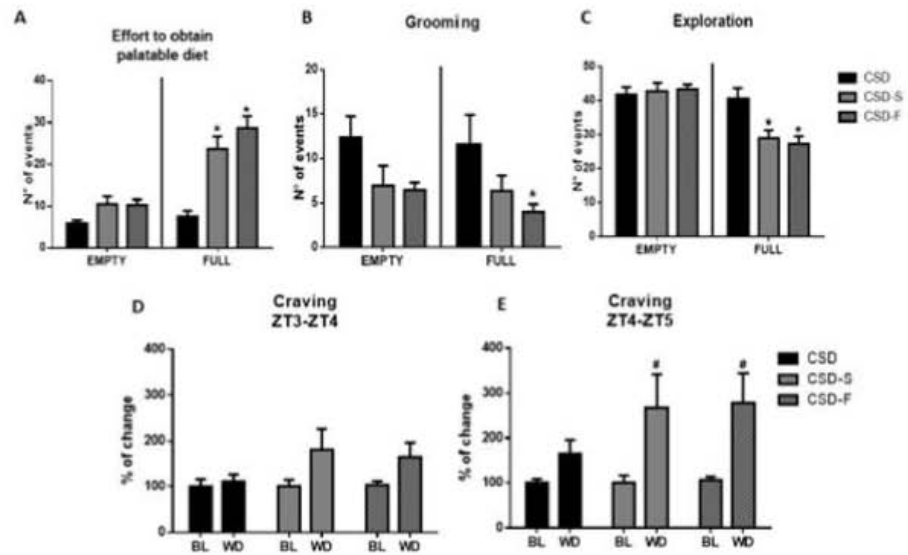 A
Effort to obtain
palatable diet
N° of events
40
30
20
10
0
EMPTY
FULL
*
*
B
Grooming
N° of events
20
15
10
5
0
EMPTY
FULL
*
C
Exploration
N° of events
50
40
30
20
10
0
EMPTY
FULL
*
*
CSD
CSD-S
CSD-F
D
Craving
ZT3-ZT4
% of change
400
300
200
100
0
BL WD BL WD BL WD
E
Craving
ZT4-ZT5
% of change
400
300
200
100
0
#
#
BL WD BL WD BL WD
CSD
CSD-S
CSD-F